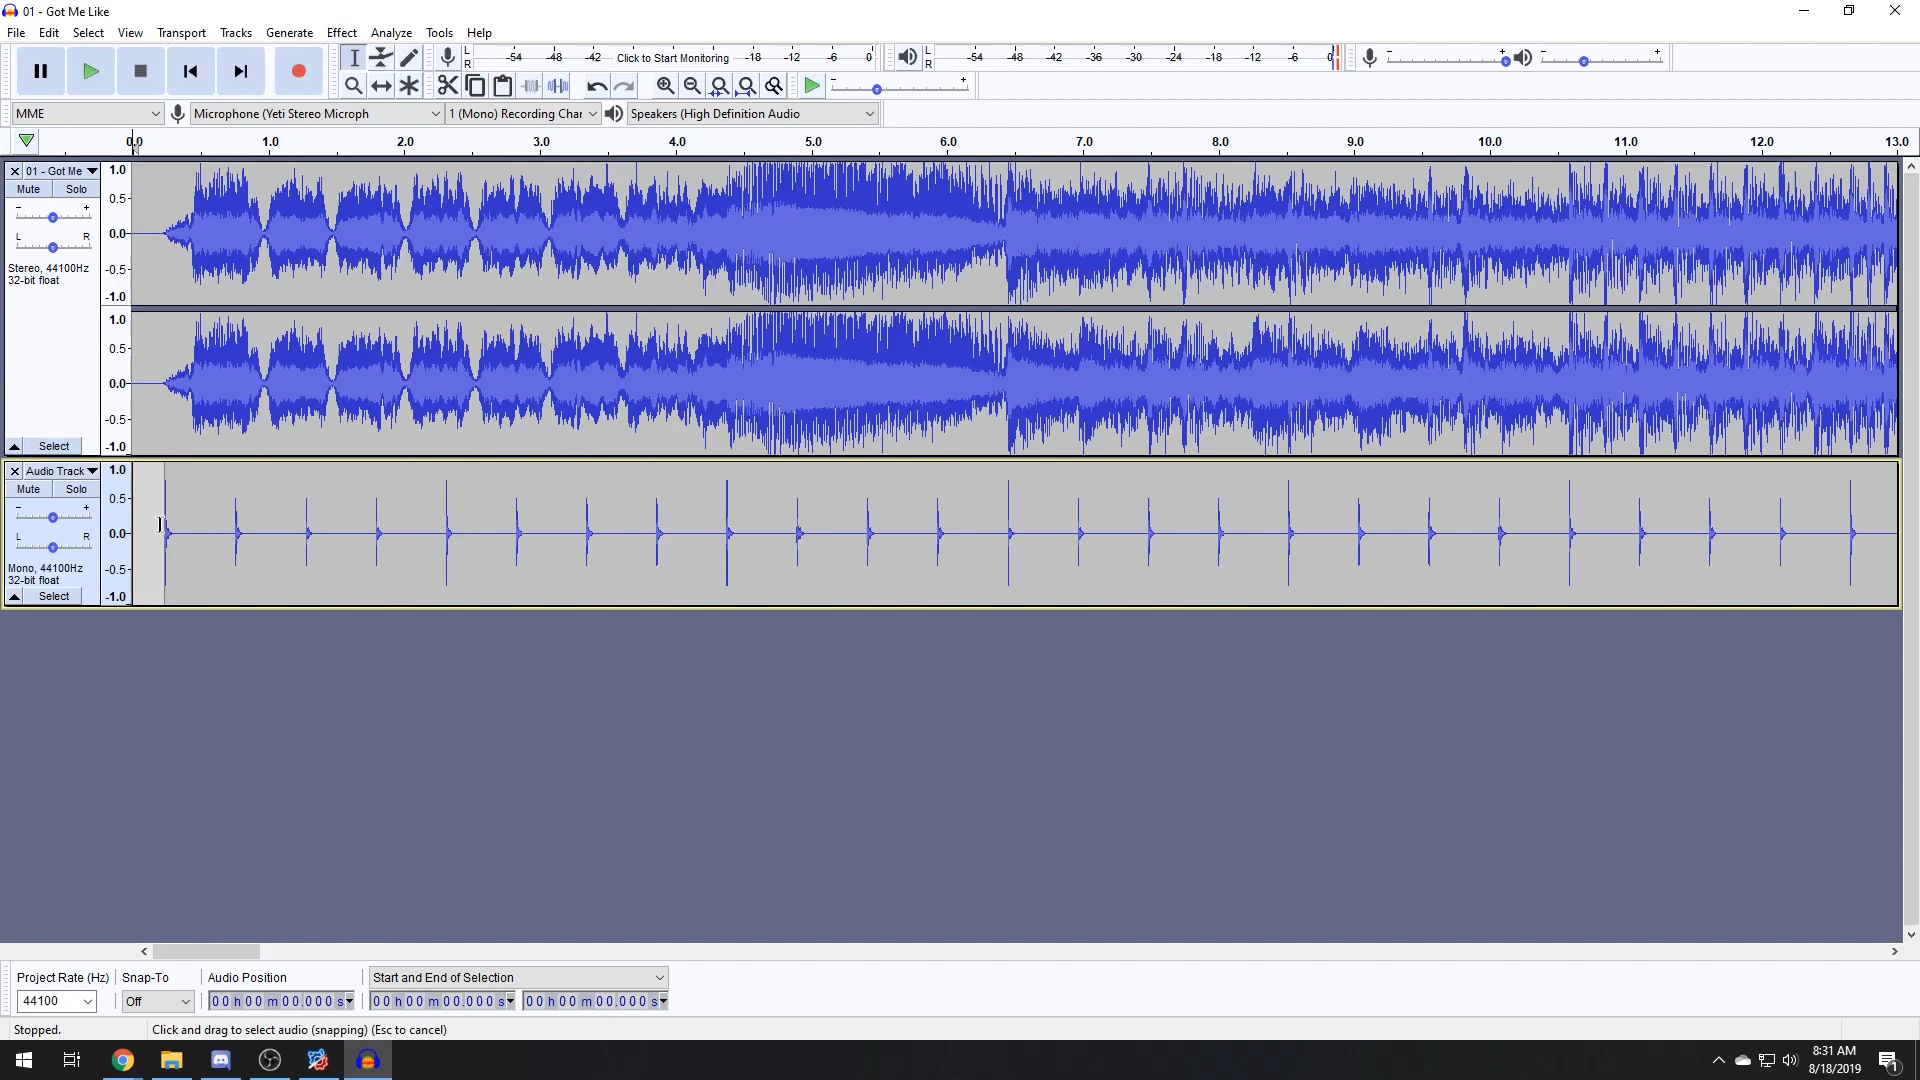 01 - Got Me Like
File Edit Select View Transport Tracks Generate Effect Analyze Tools Help
L R -54 -48 -42 Click to Start Monitoring -18 -12 -6 0 L R -54 -48 -42 -36 -30 -24 -18 -12 -6 0 - + - +
- +
MME Microphone (Yeti Stereo Microph 1 (Mono) Recording Char Speakers (High Definition Audio
0.0 1.0 2.0 3.0 4.0 5.0 6.0 7.0 8.0 9.0 10.0 11.0 12.0 13.0
01 - Got Me 1.0
Mute Solo
0.5
- +
0.0
L R
Stereo, 44100Hz
-0.5
32-bit float
-1.0
1.0
0.5
0.0
-0.5
Select -1.0
Audio Track 1.0
Mute Solo
0.5
- +
0.0
L R
Mono, 44100Hz
-0.5
32-bit float
Select -1.0
Project Rate (Hz) Snap-To Audio Position Start and End of Selection
44100 Off 00 h 00 m 00.000 s 00 h 00 m 00.000 s 00 h 00 m 00.000 s
Stopped. Click and drag to select audio (snapping) (Esc to cancel)
8:31 AM
8/18/2019
1